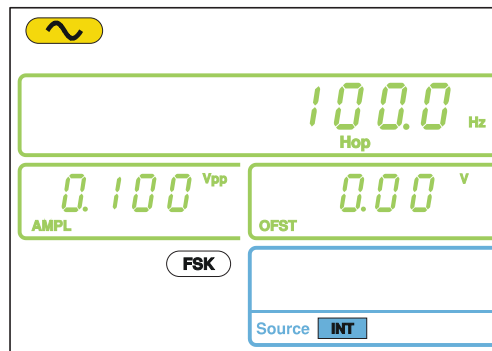 100.0 Hz
Hop
0.100 Vpp
AMPL
0.00 V
OFST
FSK
Source INT